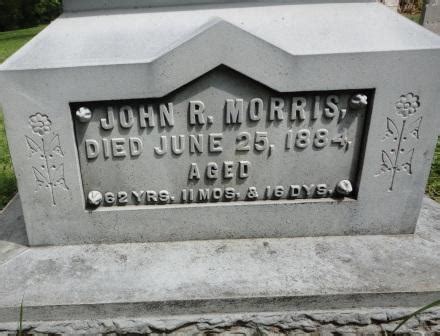 JOHN R. MORRIS,
DIED JUNE 25, 1884,
AGED
62 YRS. 11 MOS. & 16 DYS.